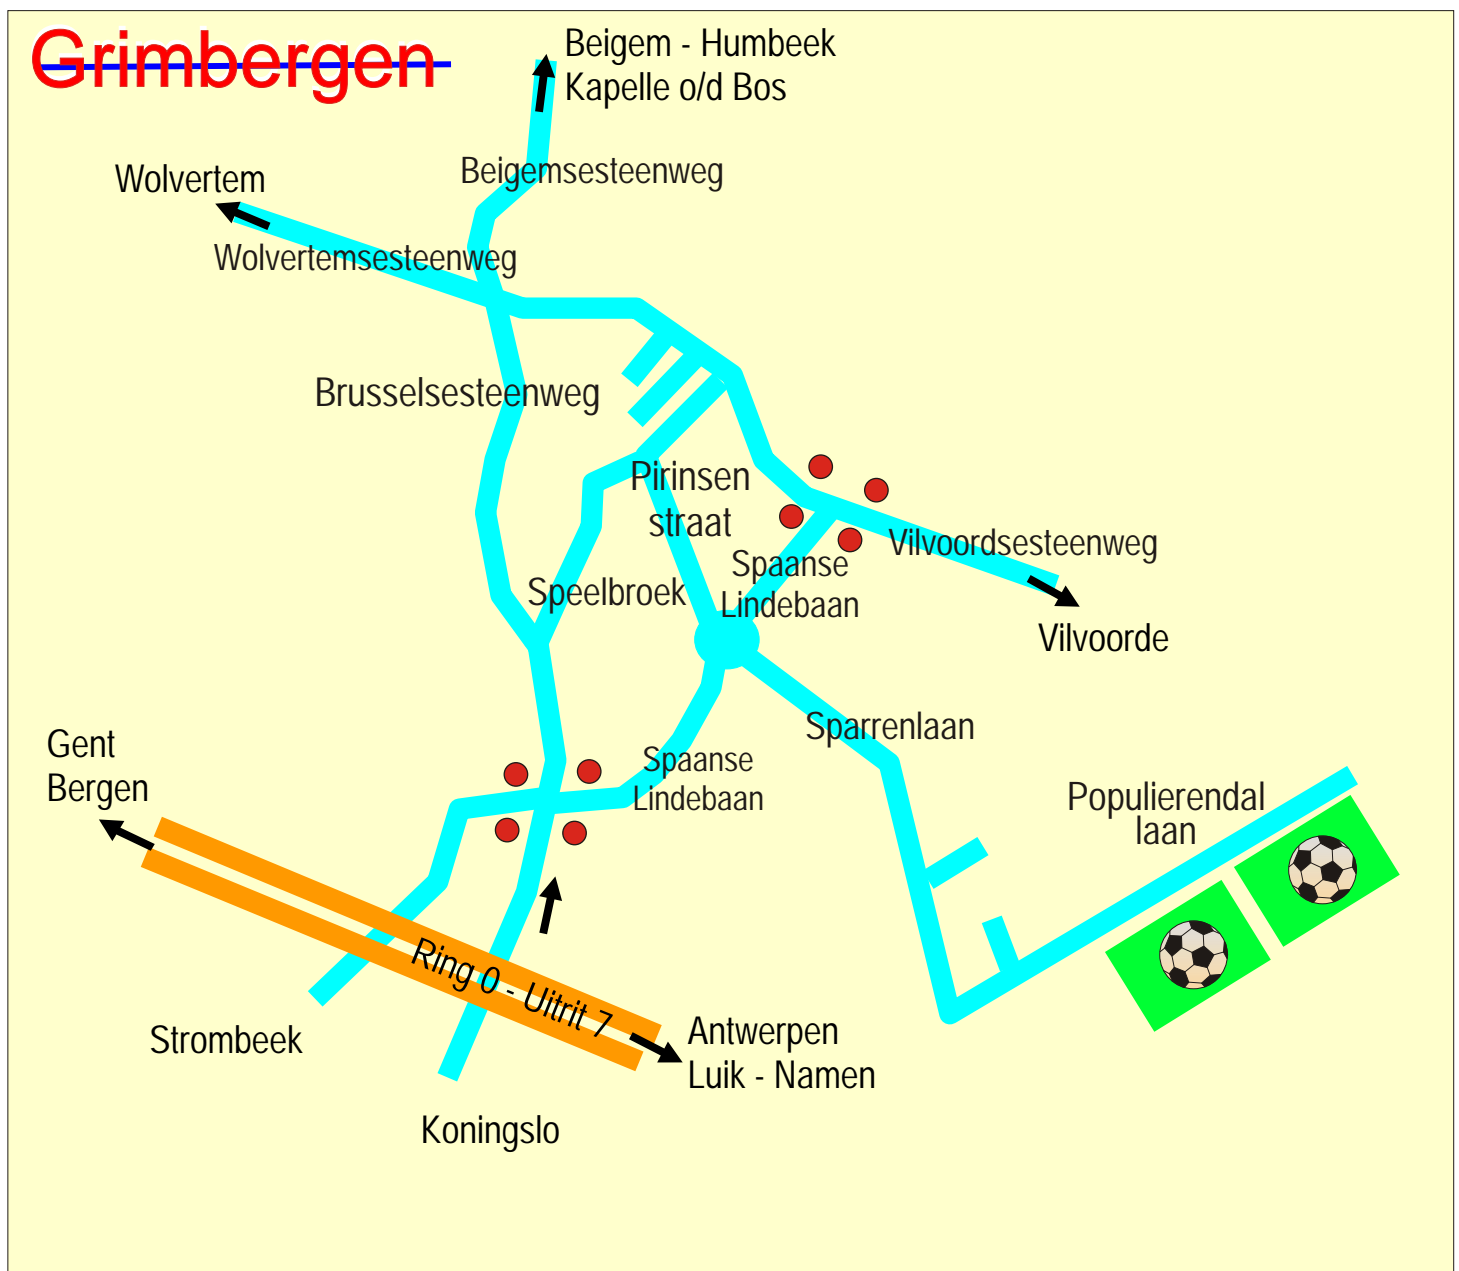 Grimbergen
Beigem - Humbeek
Kapelle o/d Bos
Beigemsesteenweg
Wolvertem
Wolvertemsesteenweg
Brusselsesteenweg
Pirinsen
straat
Vilvoordsesteenweg
Spaanse
Lindebaan
Speelbroek
Vilvoorde
Sparrenlaan
Gent
Bergen
Spaanse
Lindebaan
Populierendal
laan
Ring 0 - Uitrit 7
Strombeek
Antwerpen
Luik - Namen
Koningslo